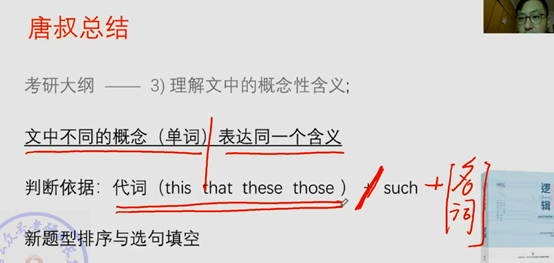 唐叔总结
考研大纲 —— 3) 理解文中的概念性含义;
文中不同的概念（单词）表达同一个含义
判断依据: 代词（this that these those ）+ such + [名词]
逻辑
新题型排序与选句填空